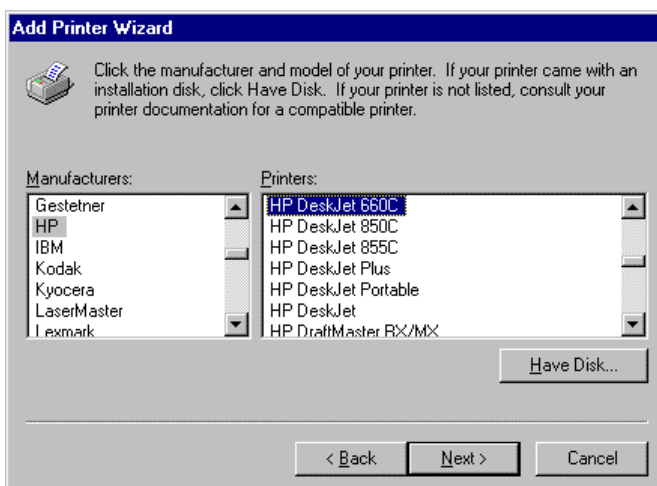 Add Printer Wizard
Click the manufacturer and model of your printer. If your printer came with an
installation disk, click Have Disk. If your printer is not listed, consult your
printer documentation for a compatible printer.
Manufacturers:
Gestetner
HP
IBM
Kodak
Kyocera
LaserMaster
Lexmark
Printers:
HP DeskJet 660C
HP DeskJet 850C
HP DeskJet 855C
HP DeskJet Plus
HP DeskJet Portable
HP DeskJet
HP DraftMaster RX/MX
Have Disk...
< Back
Next >
Cancel